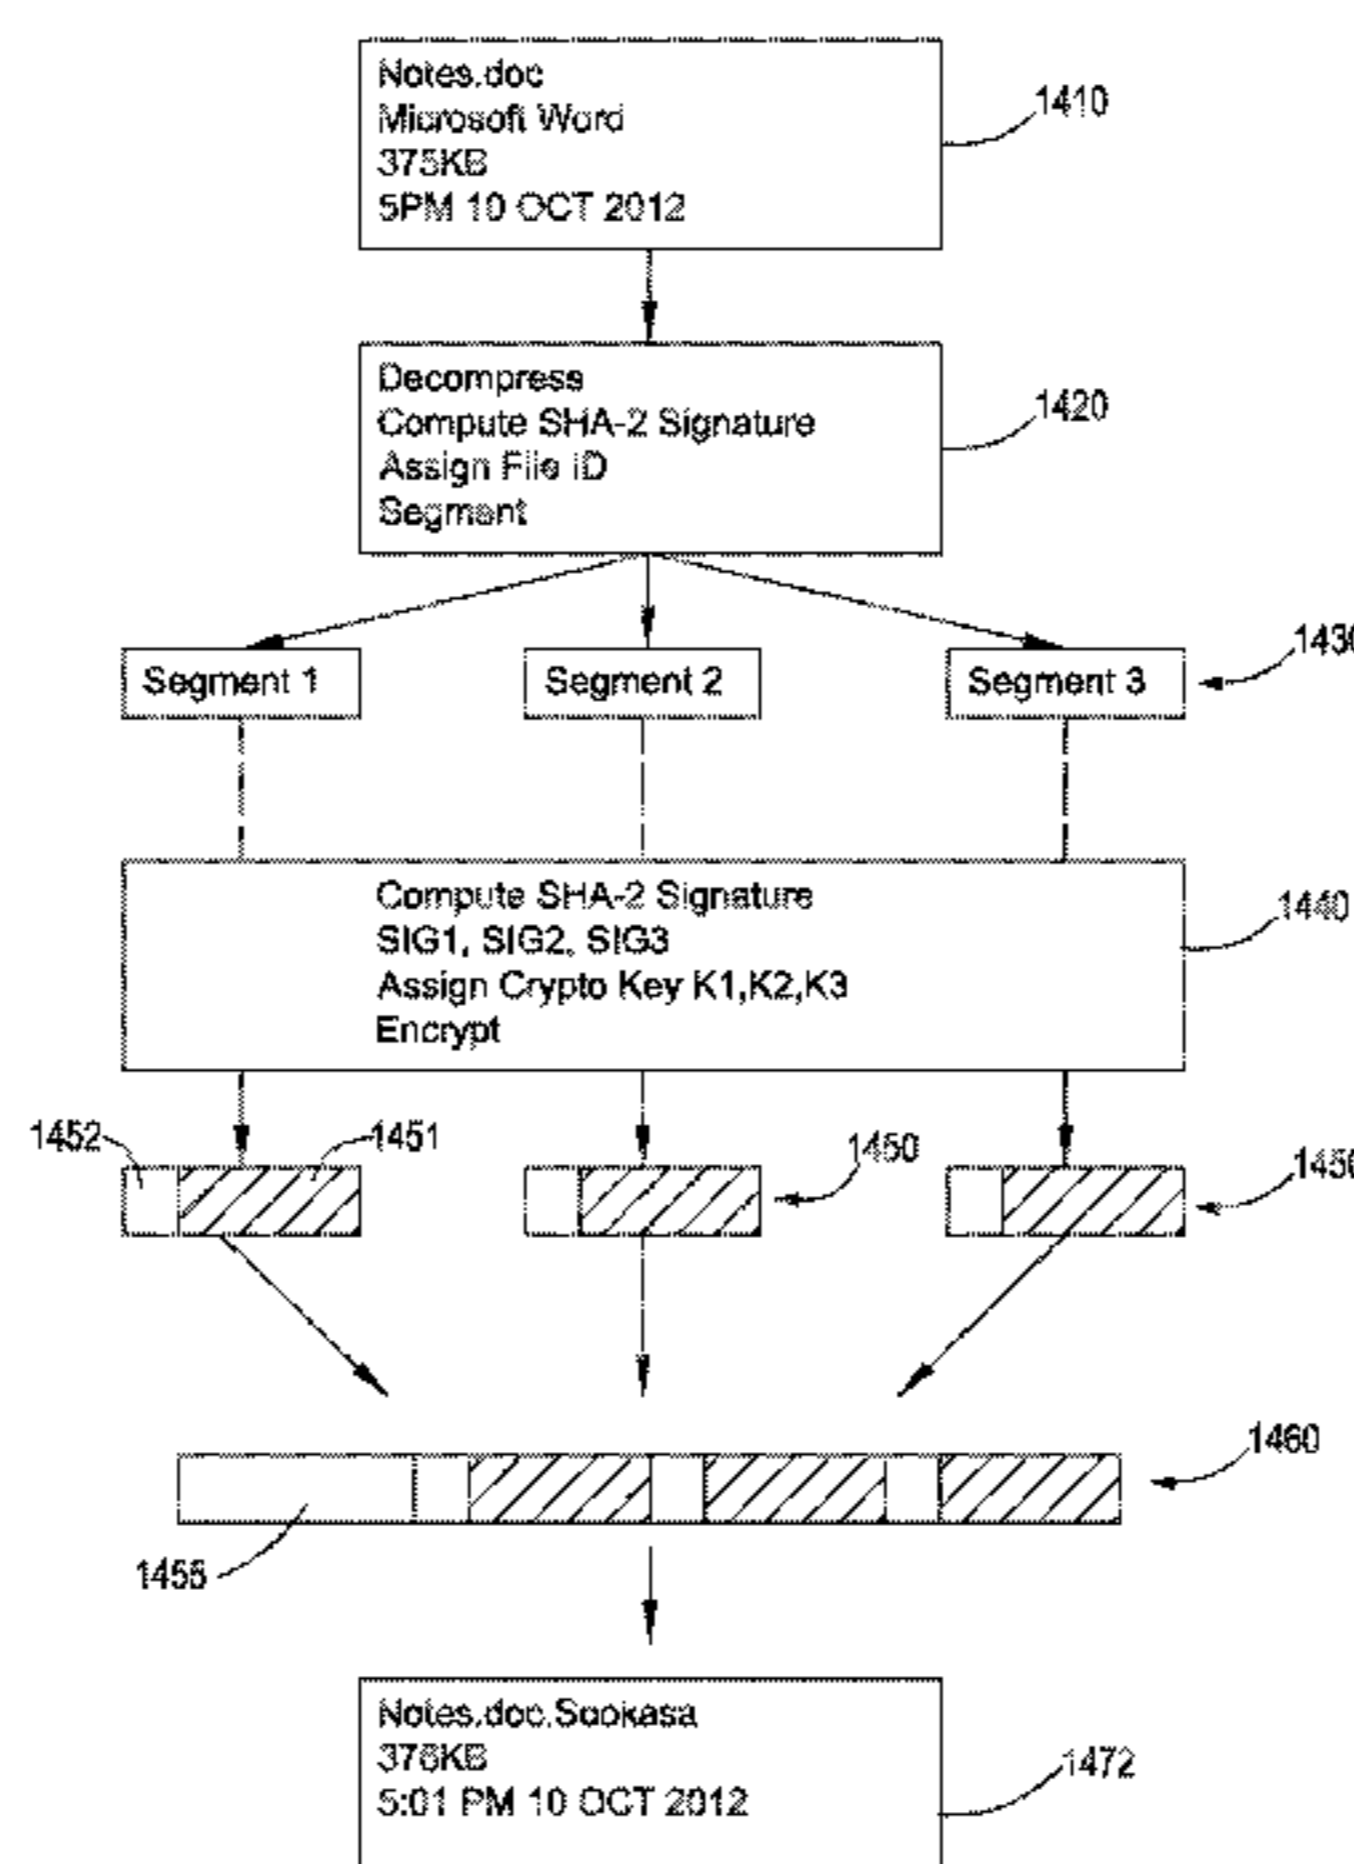 Notes.doc
Microsoft Word
375KB
5PM 10 OCT 2012
1410
Decompress
Compute SHA-2 Signature
Assign File ID
Segment
1420
Segment 1
Segment 2
Segment 3
1430
Compute SHA-2 Signature
SIG1, SIG2, SIG3
Assign Crypto Key K1,K2,K3
Encrypt
1440
1452
1451
1450
1450
1460
1455
Notes.doc.Sookasa
376KB
5:01 PM 10 OCT 2012
1472